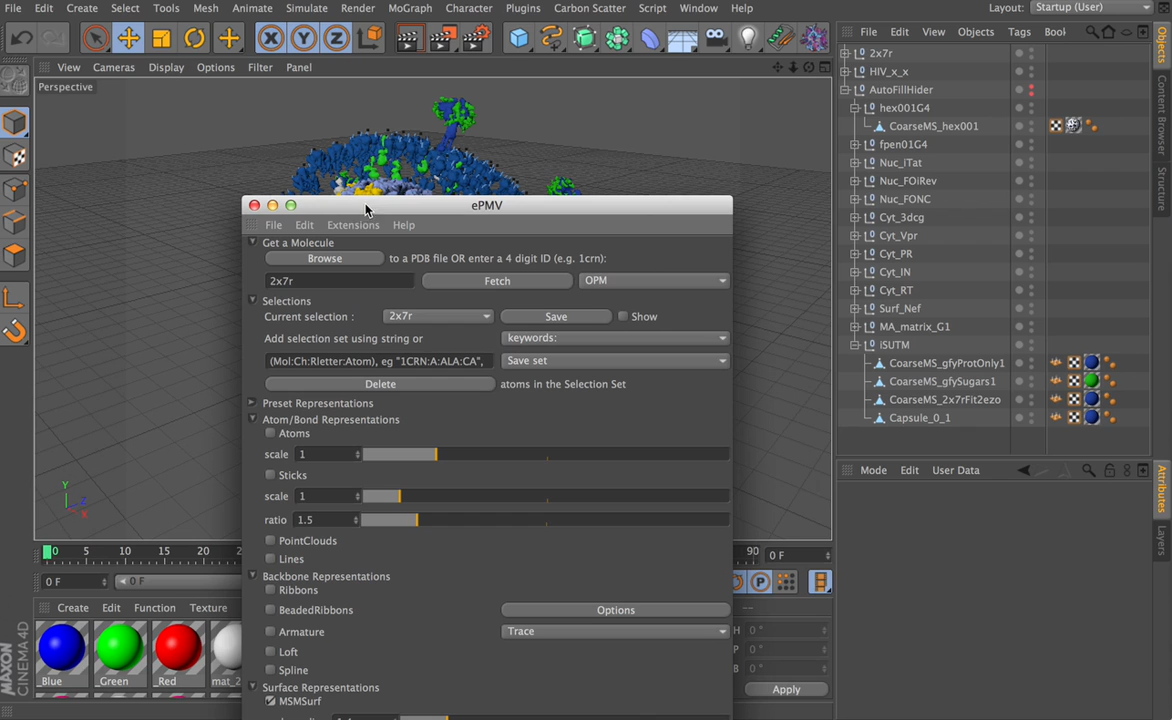 File Edit Create Select Tools Mesh Animate Simulate Render MoGraph Character Plugins Carbon Scatter Script Window Help Layout: Startup (User)
View Cameras Display Options Filter Panel
Perspective
File Edit View Objects Tags Bool
2x7r
HIV_x_x
AutoFillHider
hex001G4
CoarseMS_hex001
fpen01G4
Nuc_lTat
Nuc_FOiRev
Nuc_FONC
Cyt_3dcg
Cyt_Vpr
Cyt_PR
Cyt_IN
Cyt_RT
Surf_Nef
MA_matrix_G1
iSUTM
CoarseMS_gfyProtOnly1
CoarseMS_gfySugars1
CoarseMS_2x7rFit2ezo
Capsule_0_1
Objects
Content Browser
Structure
Mode Edit User Data
Attributes
Layers
ePMV
File Edit Extensions Help
Get a Molecule
Browse to a PDB file OR enter a 4 digit ID (e.g. 1crn):
2x7r Fetch OPM
Selections
Current selection : 2x7r Save Show
Add selection set using string or keywords:
(Mol:Ch:Rletter:Atom), eg "1CRN:A:ALA:CA", Save set
Delete atoms in the Selection Set
Preset Representations
Atom/Bond Representations
Atoms
scale 1
Sticks
scale 1
ratio 1.5
PointClouds
Lines
Backbone Representations
Ribbons
BeadedRibbons Options
Armature Trace
Loft
Spline
Surface Representations
MSMSurf
X Y Z
Y
Z
X
0 5 10 15 20 90 0 F
0 F 0 F
P
Create Edit Function Texture
_Blue _Green _Red mat_2
H 0 °
P 0 °
B 0 °
Apply
MAXON
CINEMA 4D